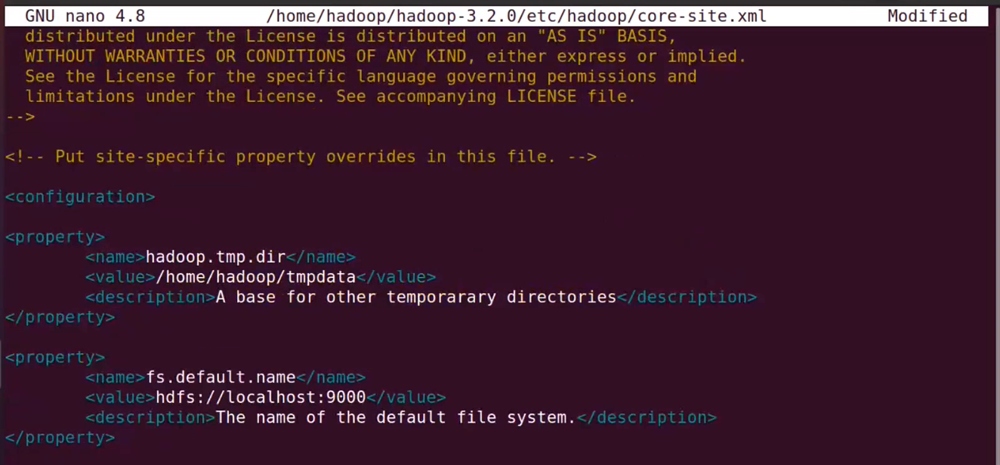 GNU nano 4.8 /home/hadoop/hadoop-3.2.0/etc/hadoop/core-site.xml Modified
distributed under the License is distributed on an "AS IS" BASIS,
WITHOUT WARRANTIES OR CONDITIONS OF ANY KIND, either express or implied.
See the License for the specific language governing permissions and
limitations under the License. See accompanying LICENSE file.
-->
<!-- Put site-specific property overrides in this file. -->
<configuration>
<property>
<name>hadoop.tmp.dir</name>
<value>/home/hadoop/tmpdata</value>
<description>A base for other temporarary directories</description>
</property>
<property>
<name>fs.default.name</name>
<value>hdfs://localhost:9000</value>
<description>The name of the default file system.</description>
</property>